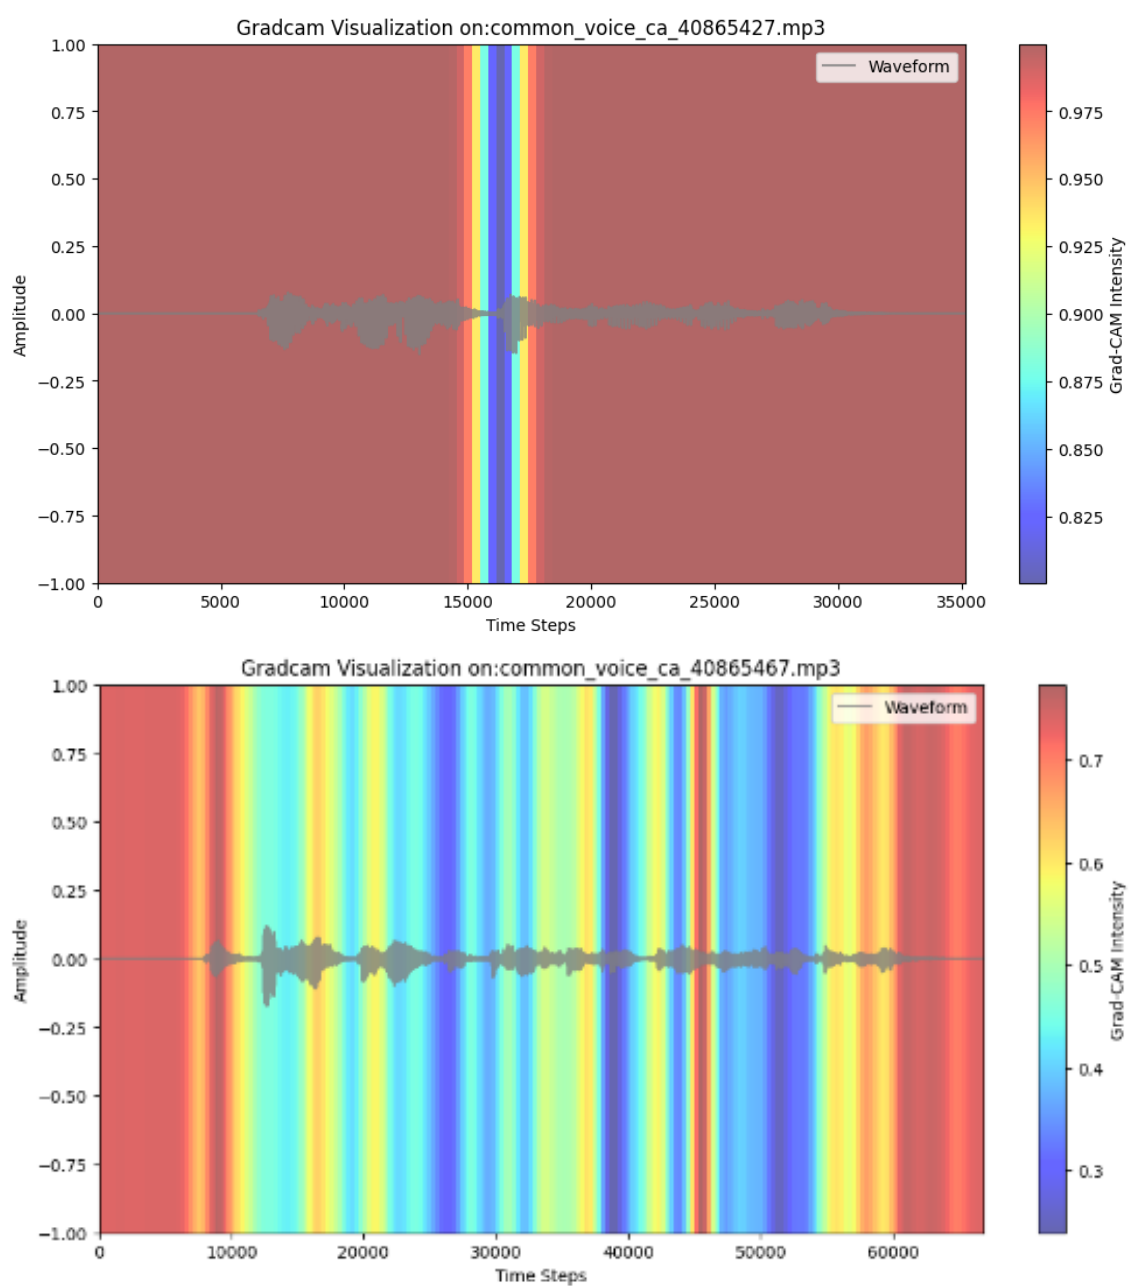 Gradcam Visualization on:common_voice_ca_40865427.mp3
Waveform
1.00
0.75
0.50
0.25
0.00
−0.25
−0.50
−0.75
−1.00
Amplitude
0 5000 10000 15000 20000 25000 30000 35000
Time Steps
0.975
0.950
0.925
0.900
0.875
0.850
0.825
Grad-CAM Intensity
Gradcam Visualization on:common_voice_ca_40865467.mp3
Waveform
1.00
0.75
0.50
0.25
0.00
−0.25
−0.50
−0.75
−1.00
Amplitude
0 10000 20000 30000 40000 50000 60000
Time Steps
0.7
0.6
0.5
0.4
0.3
Grad-CAM Intensity